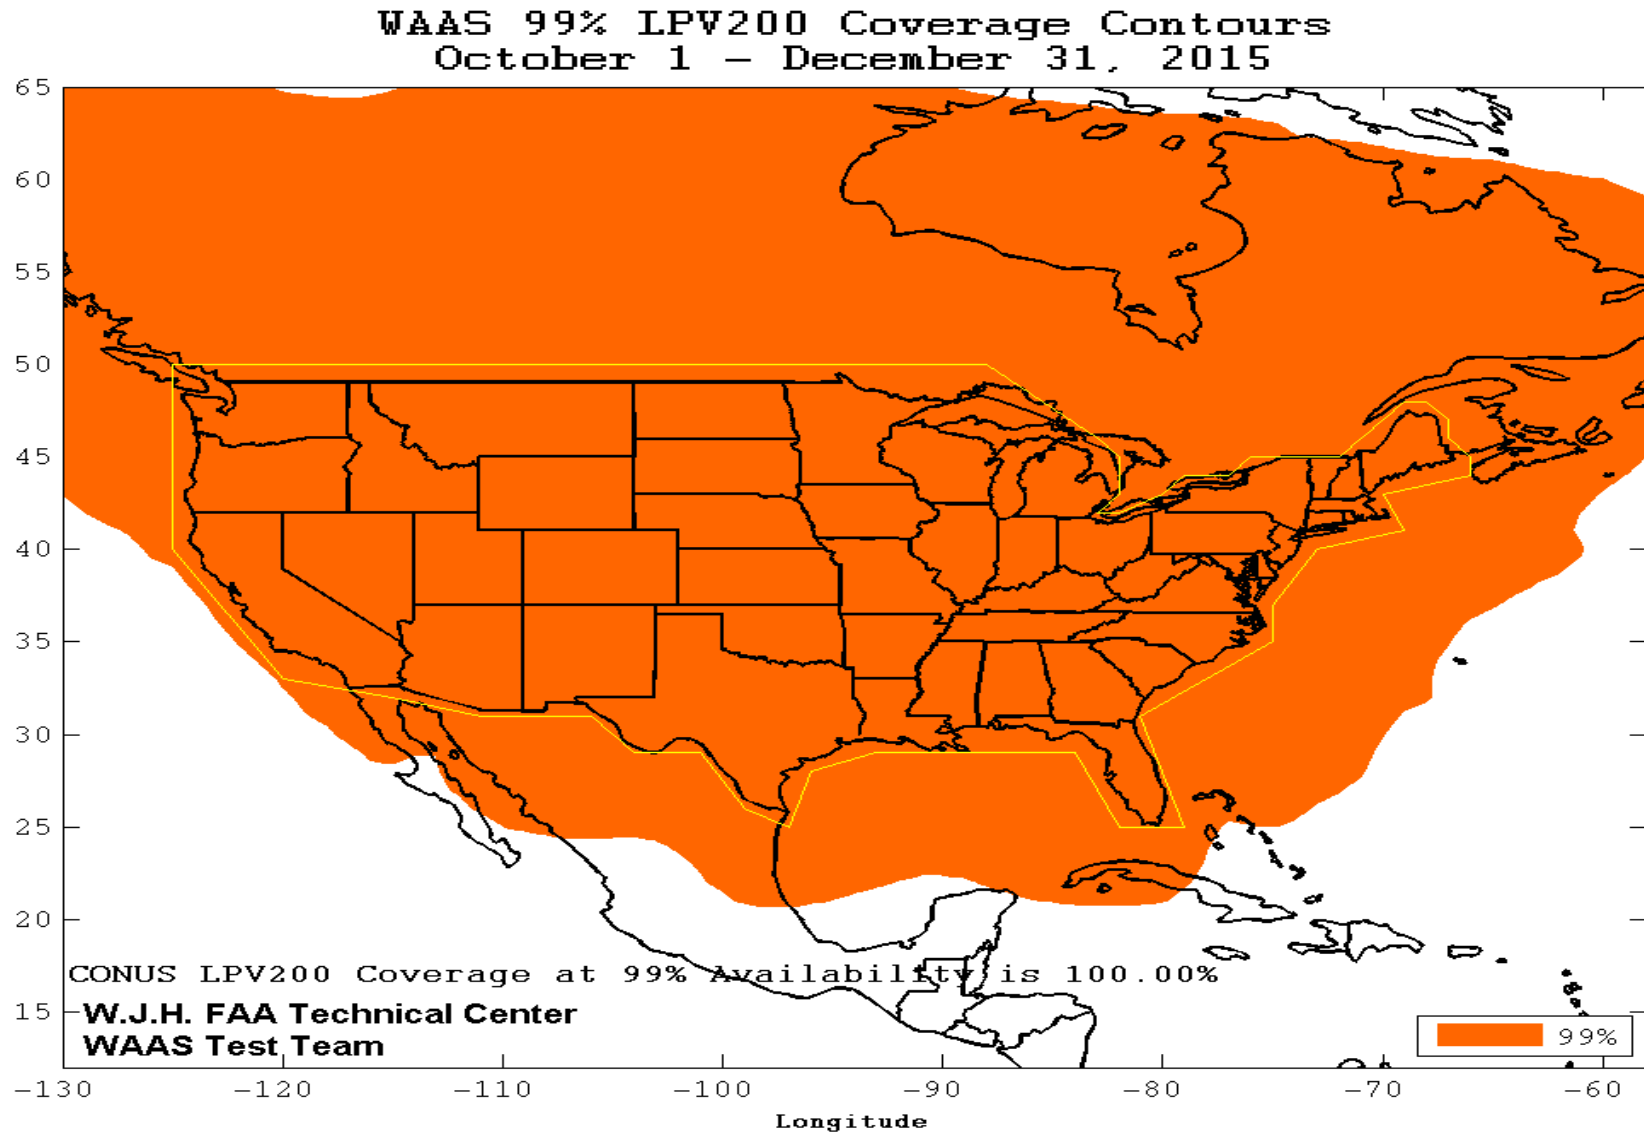 WAAS 99% LPV200 Coverage Contours
October 1 – December 31, 2015
65
60
55
50
45
40
35
30
25
20
15
CONUS LPV200 Coverage at 99% Availability is 100.00%
W.J.H. FAA Technical Center
WAAS Test Team
99%
-130 -120 -110 -100 -90 -80 -70 -60
Longitude